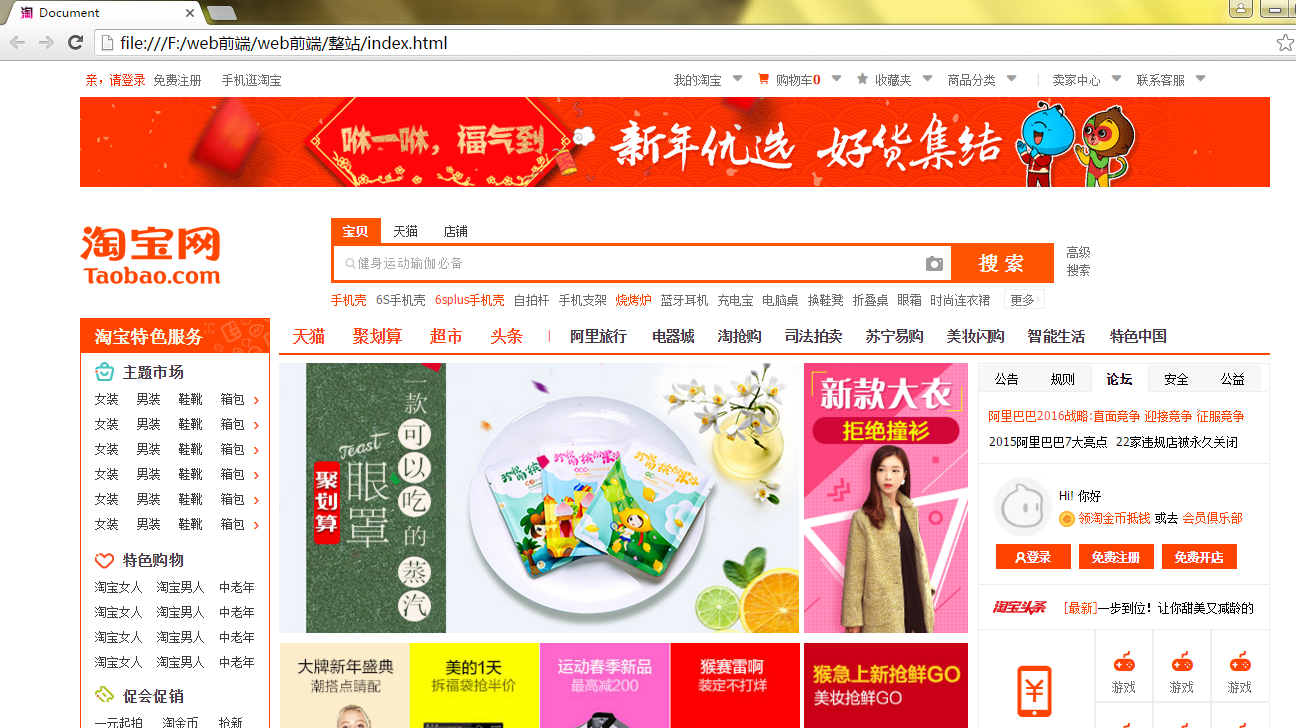 Document
file:///F:/web前端/web前端/整站/index.html
亲，请登录 免费注册 手机逛淘宝
我的淘宝 购物车0 收藏夹 商品分类 卖家中心 联系客服
咻一咻，福气到 新年优选 好货集结
淘宝网
Taobao.com
宝贝 天猫 店铺
健身运动瑜伽必备
搜 索
高级
搜索
手机壳 6S手机壳 6splus手机壳 自拍杆 手机支架 烧烤炉 蓝牙耳机 充电宝 电脑桌 换鞋凳 折叠桌 眼霜 时尚连衣裙 更多
淘宝特色服务
天猫 聚划算 超市 头条 阿里旅行 电器城 淘抢购 司法拍卖 苏宁易购 美妆闪购 智能生活 特色中国
主题市场
女装 男装 鞋靴 箱包 >
女装 男装 鞋靴 箱包 >
女装 男装 鞋靴 箱包 >
女装 男装 鞋靴 箱包 >
女装 男装 鞋靴 箱包 >
女装 男装 鞋靴 箱包 >
特色购物
淘宝女人 淘宝男人 中老年
淘宝女人 淘宝男人 中老年
淘宝女人 淘宝男人 中老年
淘宝女人 淘宝男人 中老年
促会促销
一元起拍 淘金币 抢新
一款可以吃的蒸汽
Teast
眼罩
聚划算
新款大衣
拒绝撞衫
公告 规则 论坛 安全 公益
阿里巴巴2016战略:直面竞争 迎接竞争 征服竞争
2015阿里巴巴7大亮点 22家违规店被永久关闭
Hi! 你好
领淘金币抵钱 或去 会员俱乐部
登录 免费注册 免费开店
淘宝头条 [最新]一步到位！让你甜美又减龄的
游戏 游戏 游戏
大牌新年盛典
潮搭点睛配
美的1天
拆福袋抢半价
运动春季新品
最高减200
猴赛雷啊
装定不打烊
猴急上新抢鲜GO
美妆抢鲜GO